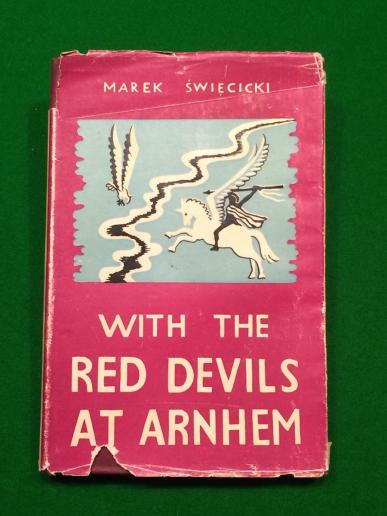 MAREK ŚWIĘCICKI
WITH THE
RED DEVILS
AT ARNHEM